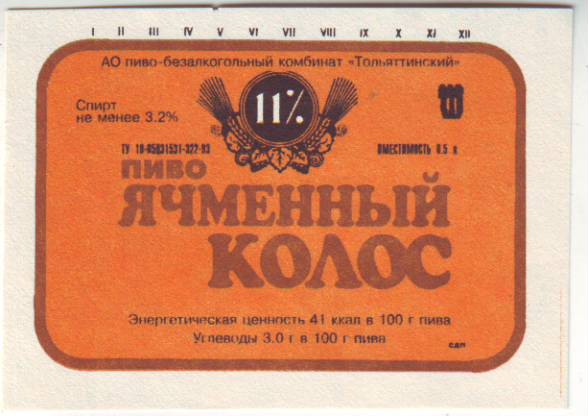 I II III IV V VI VII VIII IX X XI XII
АО пиво-безалкогольный комбинат «Тольяттинский»
Спирт
не менее 3.2%
11%
ТУ 10-05031531-322-93
вместимость 0.5 л
ПИВО
ЯЧМЕННЫЙ
КОЛОС
Энергетическая ценность 41 ккал в 100 г пива
Углеводы 3.0 г в 100 г пива
сдп